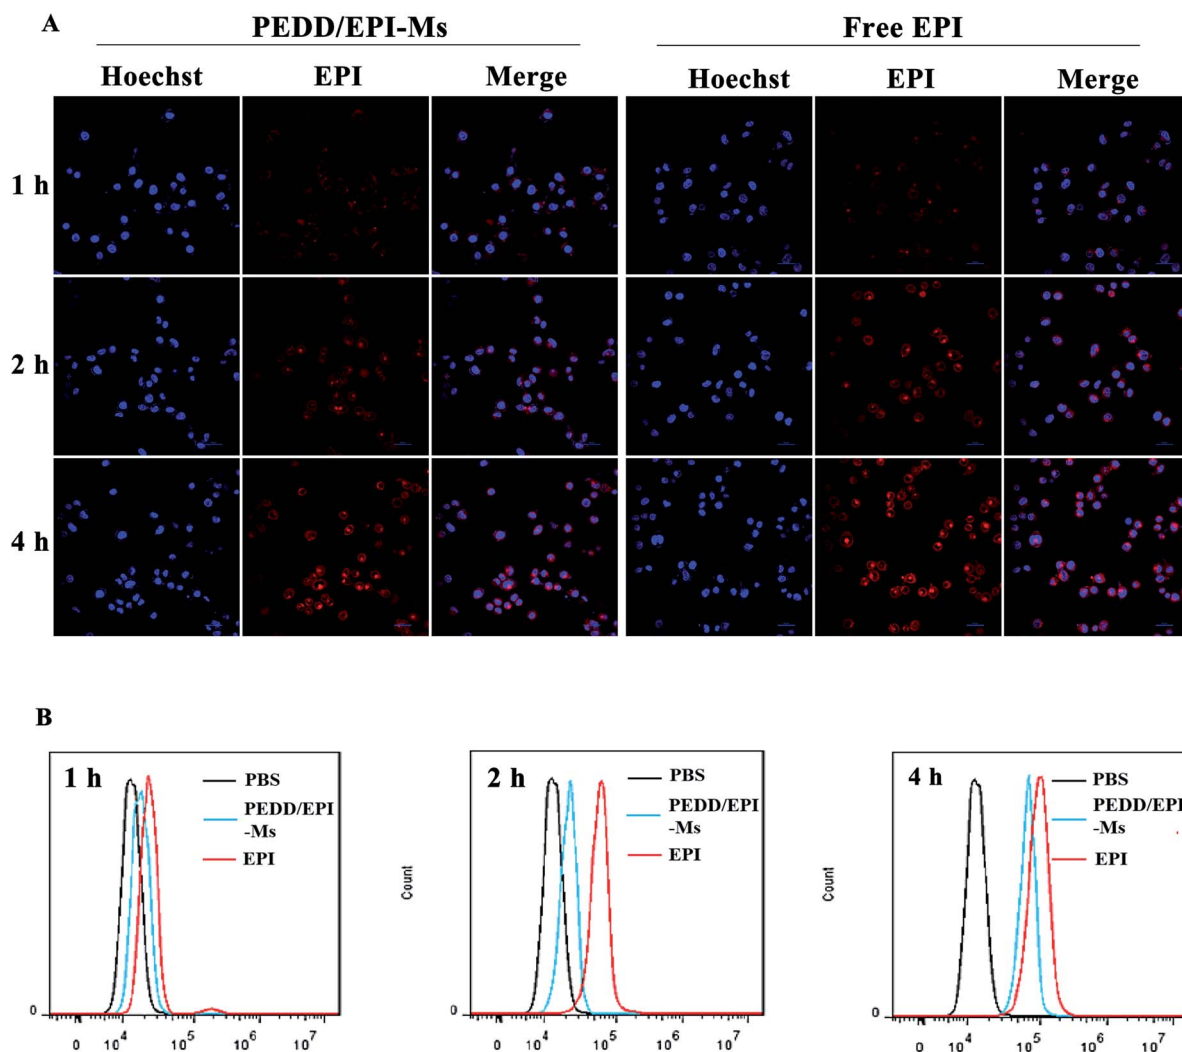 A
PEDD/EPI-Ms
Free EPI
Hoechst EPI Merge Hoechst EPI Merge
1 h
2 h
4 h
B
1 h
PBS
PEDD/EPI
-Ms
EPI
0
0 10^4 10^5 10^6 10^7
2 h
PBS
PEDD/EPI
-Ms
EPI
Count
0
0 10^4 10^5 10^6 10^7
4 h
PBS
PEDD/EPI
-Ms
EPI
Count
0
0 10^4 10^5 10^6 10^7